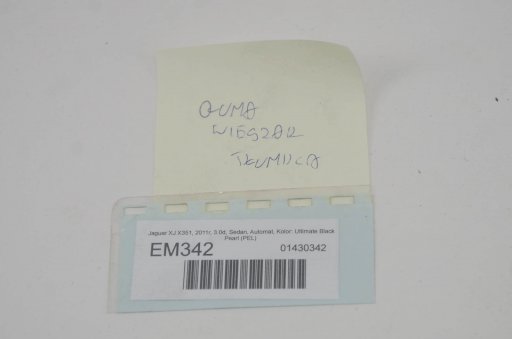 GUMA
WIESZAK
TŁUMIKA
Jaguar XJ X351, 2011r, 3.0d, Sedan, Automat, Kolor: Ultimate Black
Pearl (PEL)
EM342
01430342